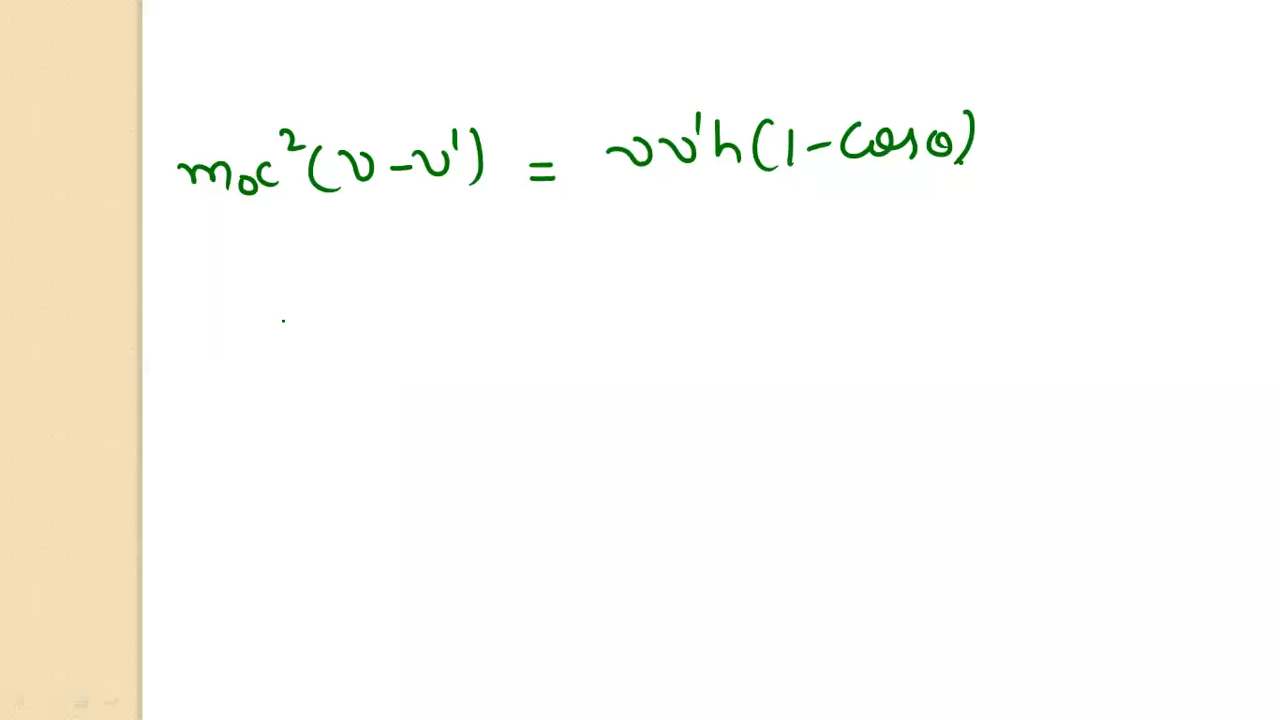 m₀c²(ν-ν') = νν'h(1-cosθ)